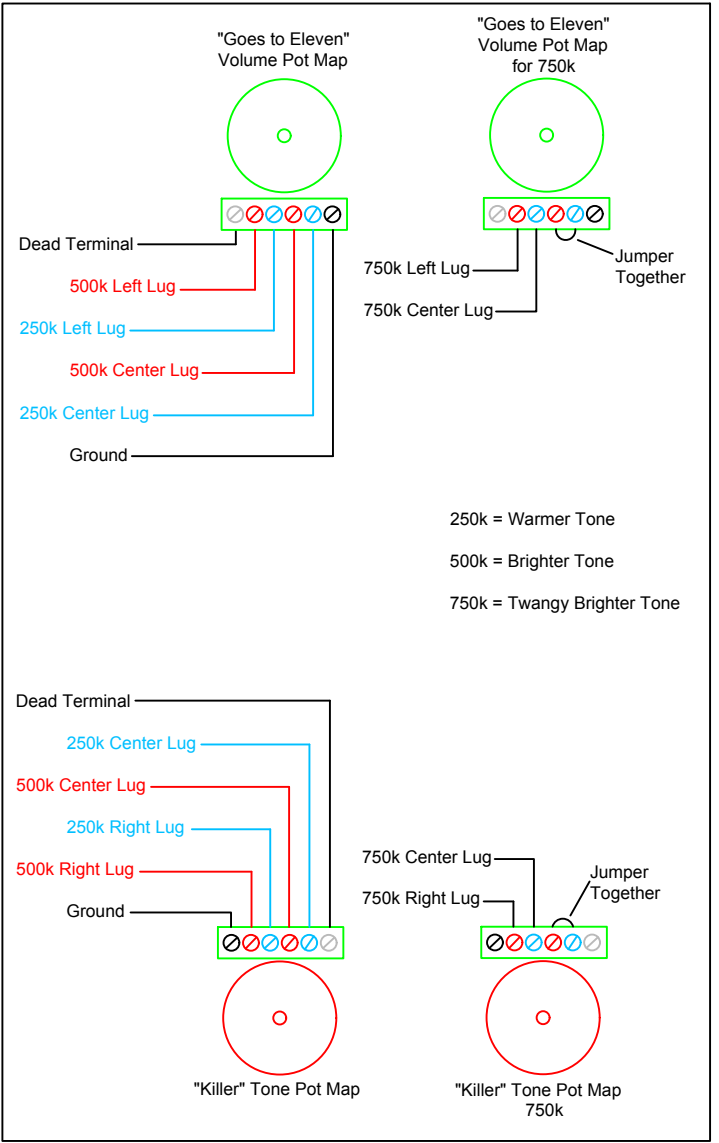 "Goes to Eleven"
Volume Pot Map
"Goes to Eleven"
Volume Pot Map
for 750k
Dead Terminal
500k Left Lug
250k Left Lug
500k Center Lug
250k Center Lug
Ground
750k Left Lug
750k Center Lug
Jumper
Together
250k = Warmer Tone
500k = Brighter Tone
750k = Twangy Brighter Tone
Dead Terminal
250k Center Lug
500k Center Lug
250k Right Lug
500k Right Lug
Ground
750k Center Lug
750k Right Lug
Jumper
Together
"Killer" Tone Pot Map
"Killer" Tone Pot Map
750k